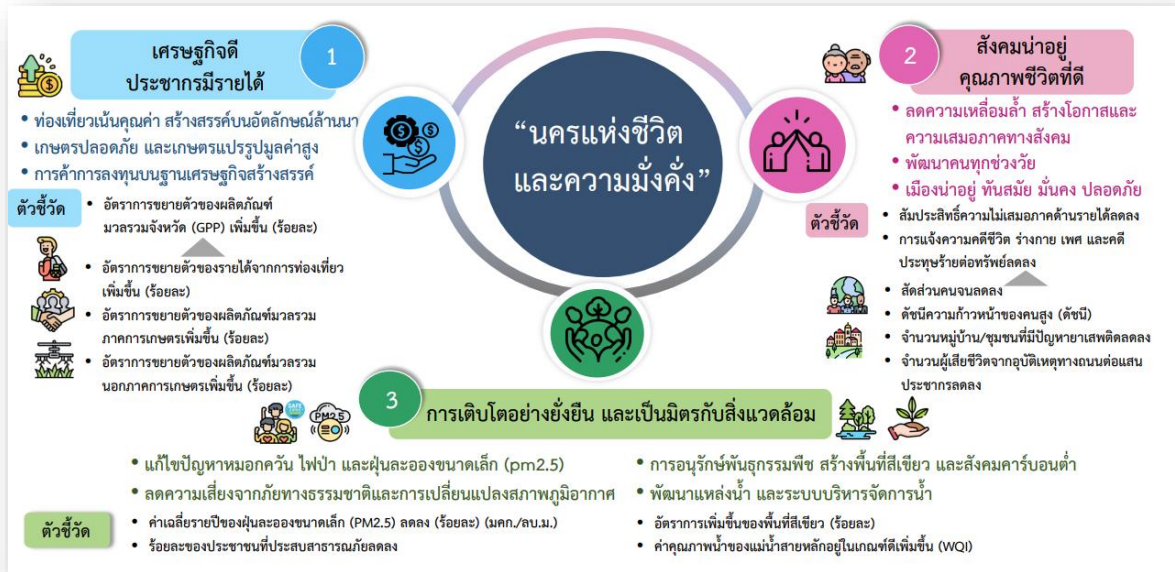 เศรษฐกิจดี
ประชากรมีรายได้
1
• ท่องเที่ยวเน้นคุณค่า สร้างสรรค์บนอัตลักษณ์ล้านนา
• เกษตรปลอดภัย และเกษตรแปรรูปมูลค่าสูง
• การค้าการลงทุนบนฐานเศรษฐกิจสร้างสรรค์
ตัวชี้วัด
• อัตราการขยายตัวของผลิตภัณฑ์
มวลรวมจังหวัด (GPP) เพิ่มขึ้น (ร้อยละ)
• อัตราการขยายตัวของรายได้จากการท่องเที่ยว
เพิ่มขึ้น (ร้อยละ)
• อัตราการขยายตัวของผลิตภัณฑ์มวลรวม
ภาคการเกษตรเพิ่มขึ้น (ร้อยละ)
• อัตราการขยายตัวของผลิตภัณฑ์มวลรวม
นอกภาคการเกษตรเพิ่มขึ้น (ร้อยละ)
“นครแห่งชีวิต
และความมั่งคั่ง”
2
สังคมน่าอยู่
คุณภาพชีวิตที่ดี
• ลดความเหลื่อมล้ำ สร้างโอกาสและ
ความเสมอภาคทางสังคม
• พัฒนาคนทุกช่วงวัย
• เมืองน่าอยู่ ทันสมัย มั่นคง ปลอดภัย
ตัวชี้วัด
• สัมประสิทธิ์ความไม่เสมอภาคด้านรายได้ลดลง
• การแจ้งความคดีชีวิต ร่างกาย เพศ และคดี
ประทุษร้ายต่อทรัพย์ลดลง
• สัดส่วนคนจนลดลง
• ดัชนีความก้าวหน้าของคนสูง (ดัชนี)
• จำนวนหมู่บ้าน/ชุมชนที่มีปัญหายาเสพติดลดลง
• จำนวนผู้เสียชีวิตจากอุบัติเหตุทางถนนต่อแสน
ประชากรลดลง
3
การเติบโตอย่างยั่งยืน และเป็นมิตรกับสิ่งแวดล้อม
SAFE
PM2.5
• แก้ไขปัญหาหมอกควัน ไฟป่า และฝุ่นละอองขนาดเล็ก (pm2.5)
• ลดความเสี่ยงจากภัยทางธรรมชาติและการเปลี่ยนแปลงสภาพภูมิอากาศ
• การอนุรักษ์พันธุกรรมพืช สร้างพื้นที่สีเขียว และสังคมคาร์บอนต่ำ
• พัฒนาแหล่งน้ำ และระบบบริหารจัดการน้ำ
ตัวชี้วัด
• ค่าเฉลี่ยรายปีของฝุ่นละอองขนาดเล็ก (PM2.5) ลดลง (ร้อยละ) (มคก./ลบ.ม.)
• ร้อยละของประชาชนที่ประสบสาธารณภัยลดลง
• อัตราการเพิ่มขึ้นของพื้นที่สีเขียว (ร้อยละ)
• ค่าคุณภาพน้ำของแม่น้ำสายหลักอยู่ในเกณฑ์ดีเพิ่มขึ้น (WQI)